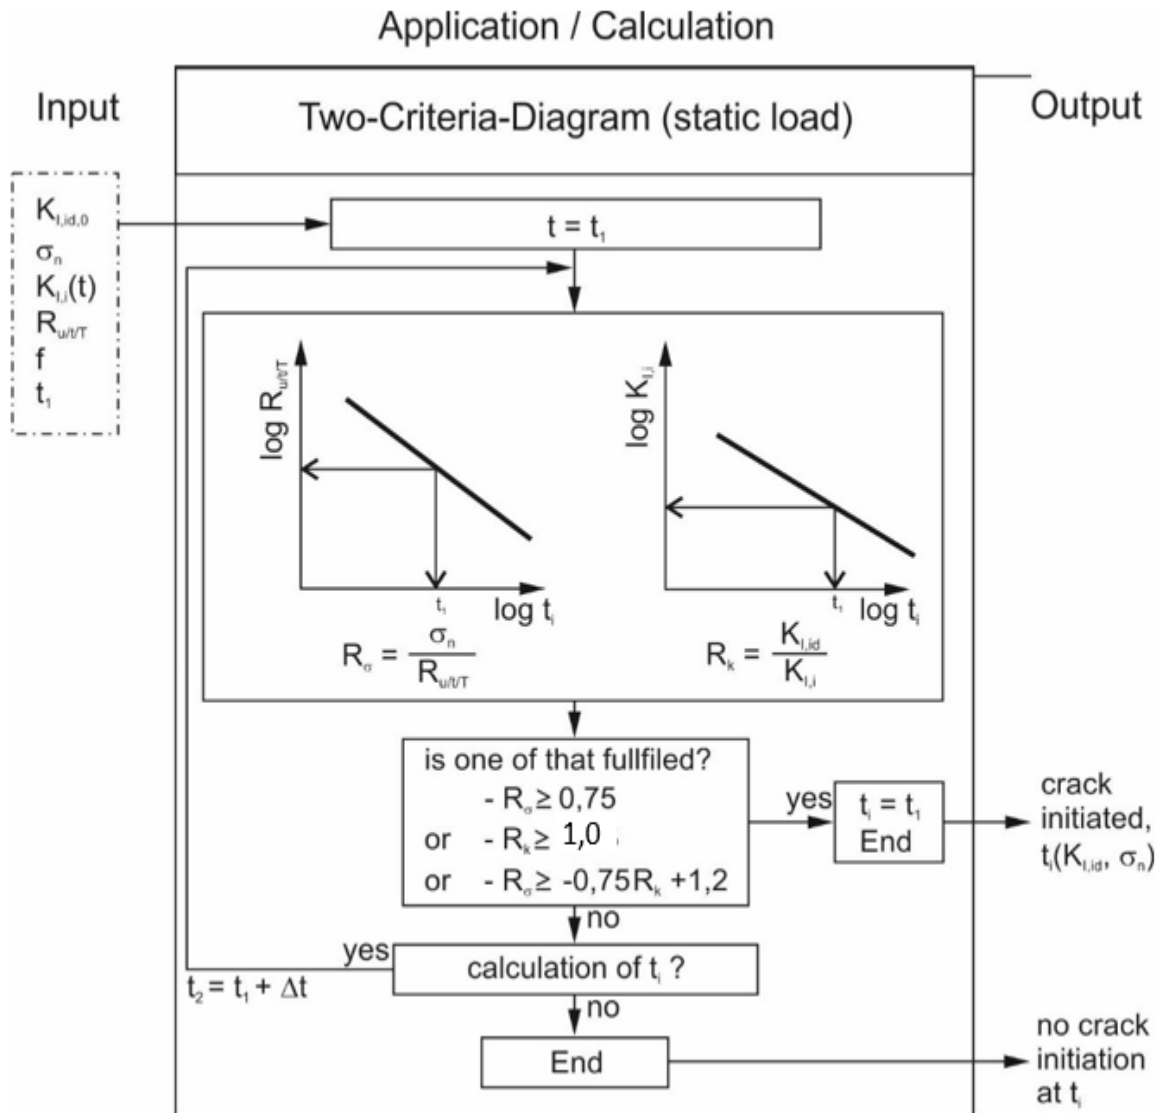 Application / Calculation
Input
Two-Criteria-Diagram (static load)
Output
K_I,id,0
σ_n
K_I,i(t)
R_u/t/T
f
t_1
t = t_1
log R_u/t/T
t_1
log t_i
R_σ = σ_n / R_u/t/T
log K_I,i
t_1
log t_i
R_k = K_I,id / K_I,i
is one of that fullfiled?
- R_σ ≥ 0,75
or - R_k ≥ 1,0
or - R_σ ≥ -0,75R_k +1,2
yes
t_i = t_1
End
crack
initiated,
t_i(K_I,id, σ_n)
no
yes
calculation of t_i ?
t_2 = t_1 + Δt
no
End
no crack
initiation
at t_i